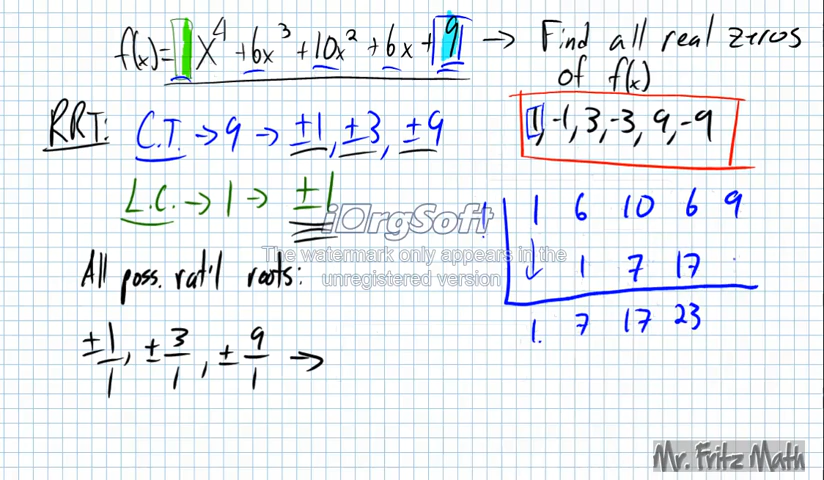 f(x)= 1x⁴ +6x³ +10x² +6x + 9 → Find all real zeros
of f(x)
RRT: C.T. → 9 → ±1, ±3, ±9
1, -1, 3, -3, 9, -9
L.C. → 1 → ±1
iOrgSoft
The watermark only appears in the
unregistered version
All poss. rat'l roots:
±1/1, ±3/1, ±9/1 →
1 | 1 6 10 6 9
↓ 1 7 17
1 7 17 23
Mr. Fritz Math